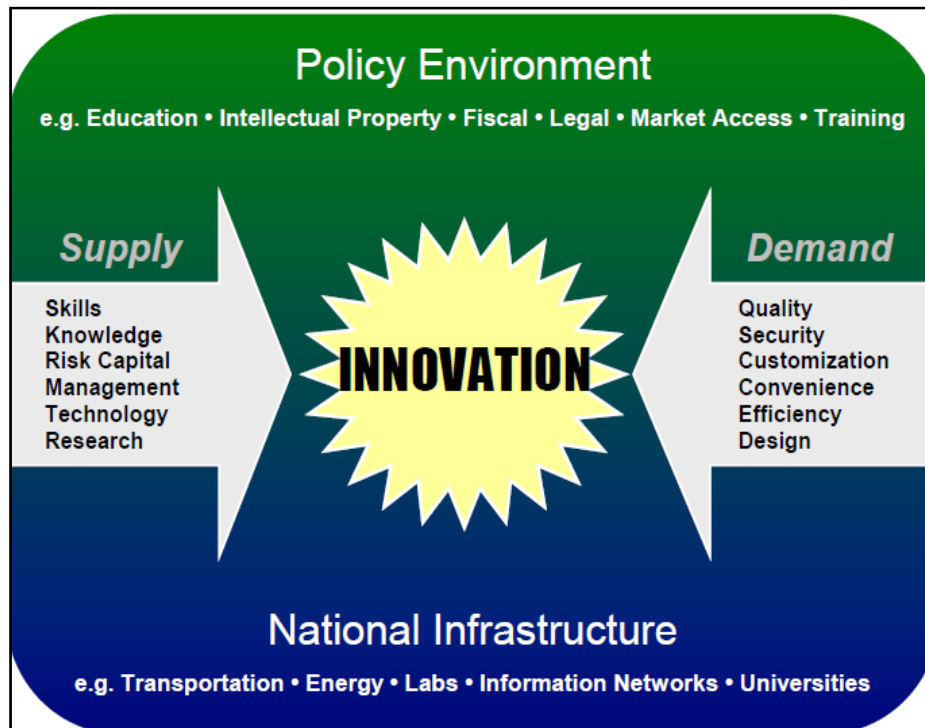 Policy Environment
e.g. Education • Intellectual Property • Fiscal • Legal • Market Access • Training
Supply
Skills
Knowledge
Risk Capital
Management
Technology
Research
INNOVATION
Demand
Quality
Security
Customization
Convenience
Efficiency
Design
National Infrastructure
e.g. Transportation • Energy • Labs • Information Networks • Universities